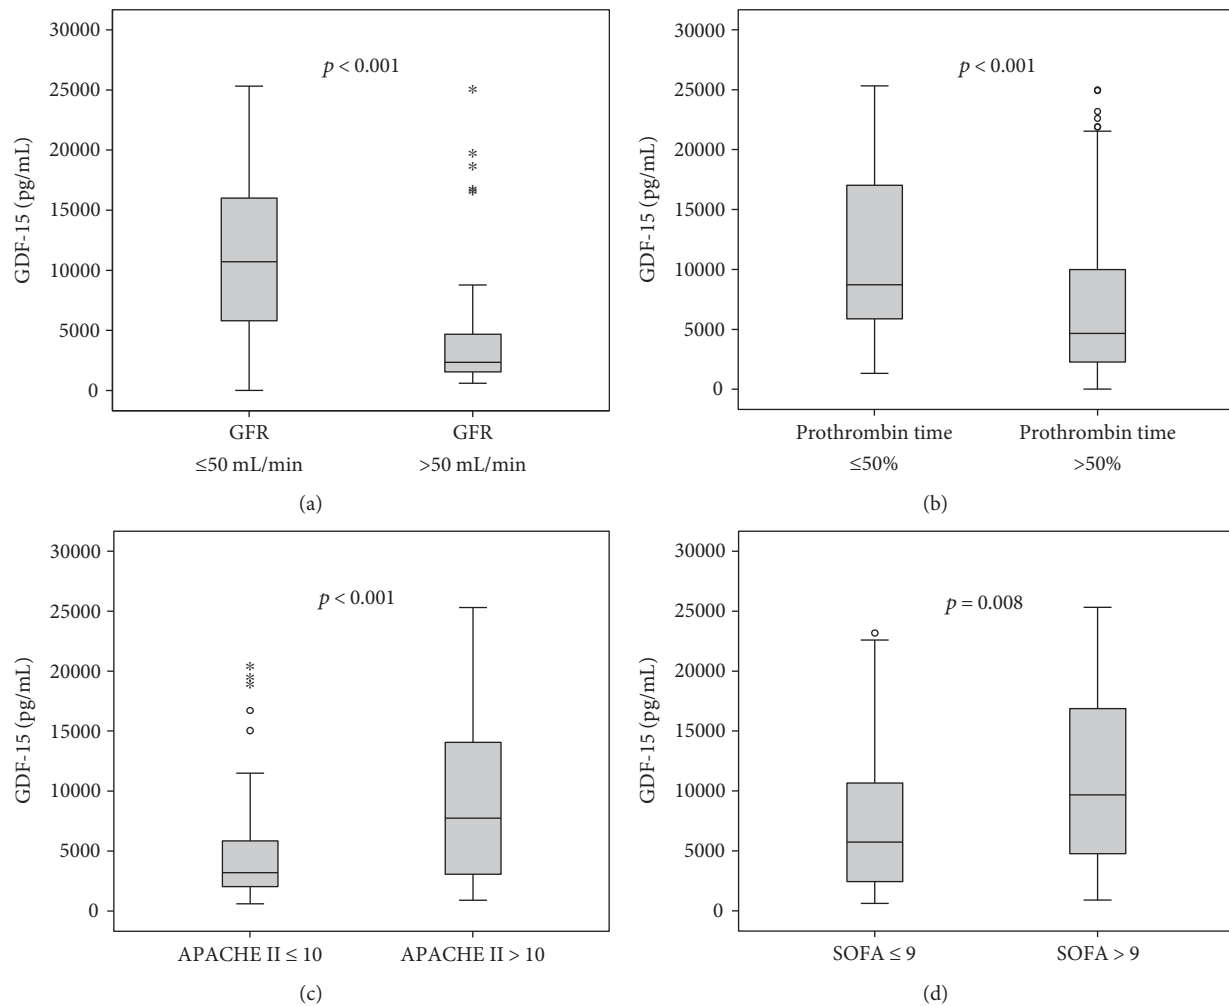 30000
25000
20000
15000
10000
5000
0
GDF-15 (pg/mL)
p < 0.001
GFR
≤50 mL/min
GFR
>50 mL/min
(a)
30000
25000
20000
15000
10000
5000
0
GDF-15 (pg/mL)
p < 0.001
Prothrombin time
≤50%
Prothrombin time
>50%
(b)
30000
25000
20000
15000
10000
5000
0
GDF-15 (pg/mL)
p < 0.001
APACHE II ≤ 10
APACHE II > 10
(c)
30000
25000
20000
15000
10000
5000
0
GDF-15 (pg/mL)
p = 0.008
SOFA ≤ 9
SOFA > 9
(d)